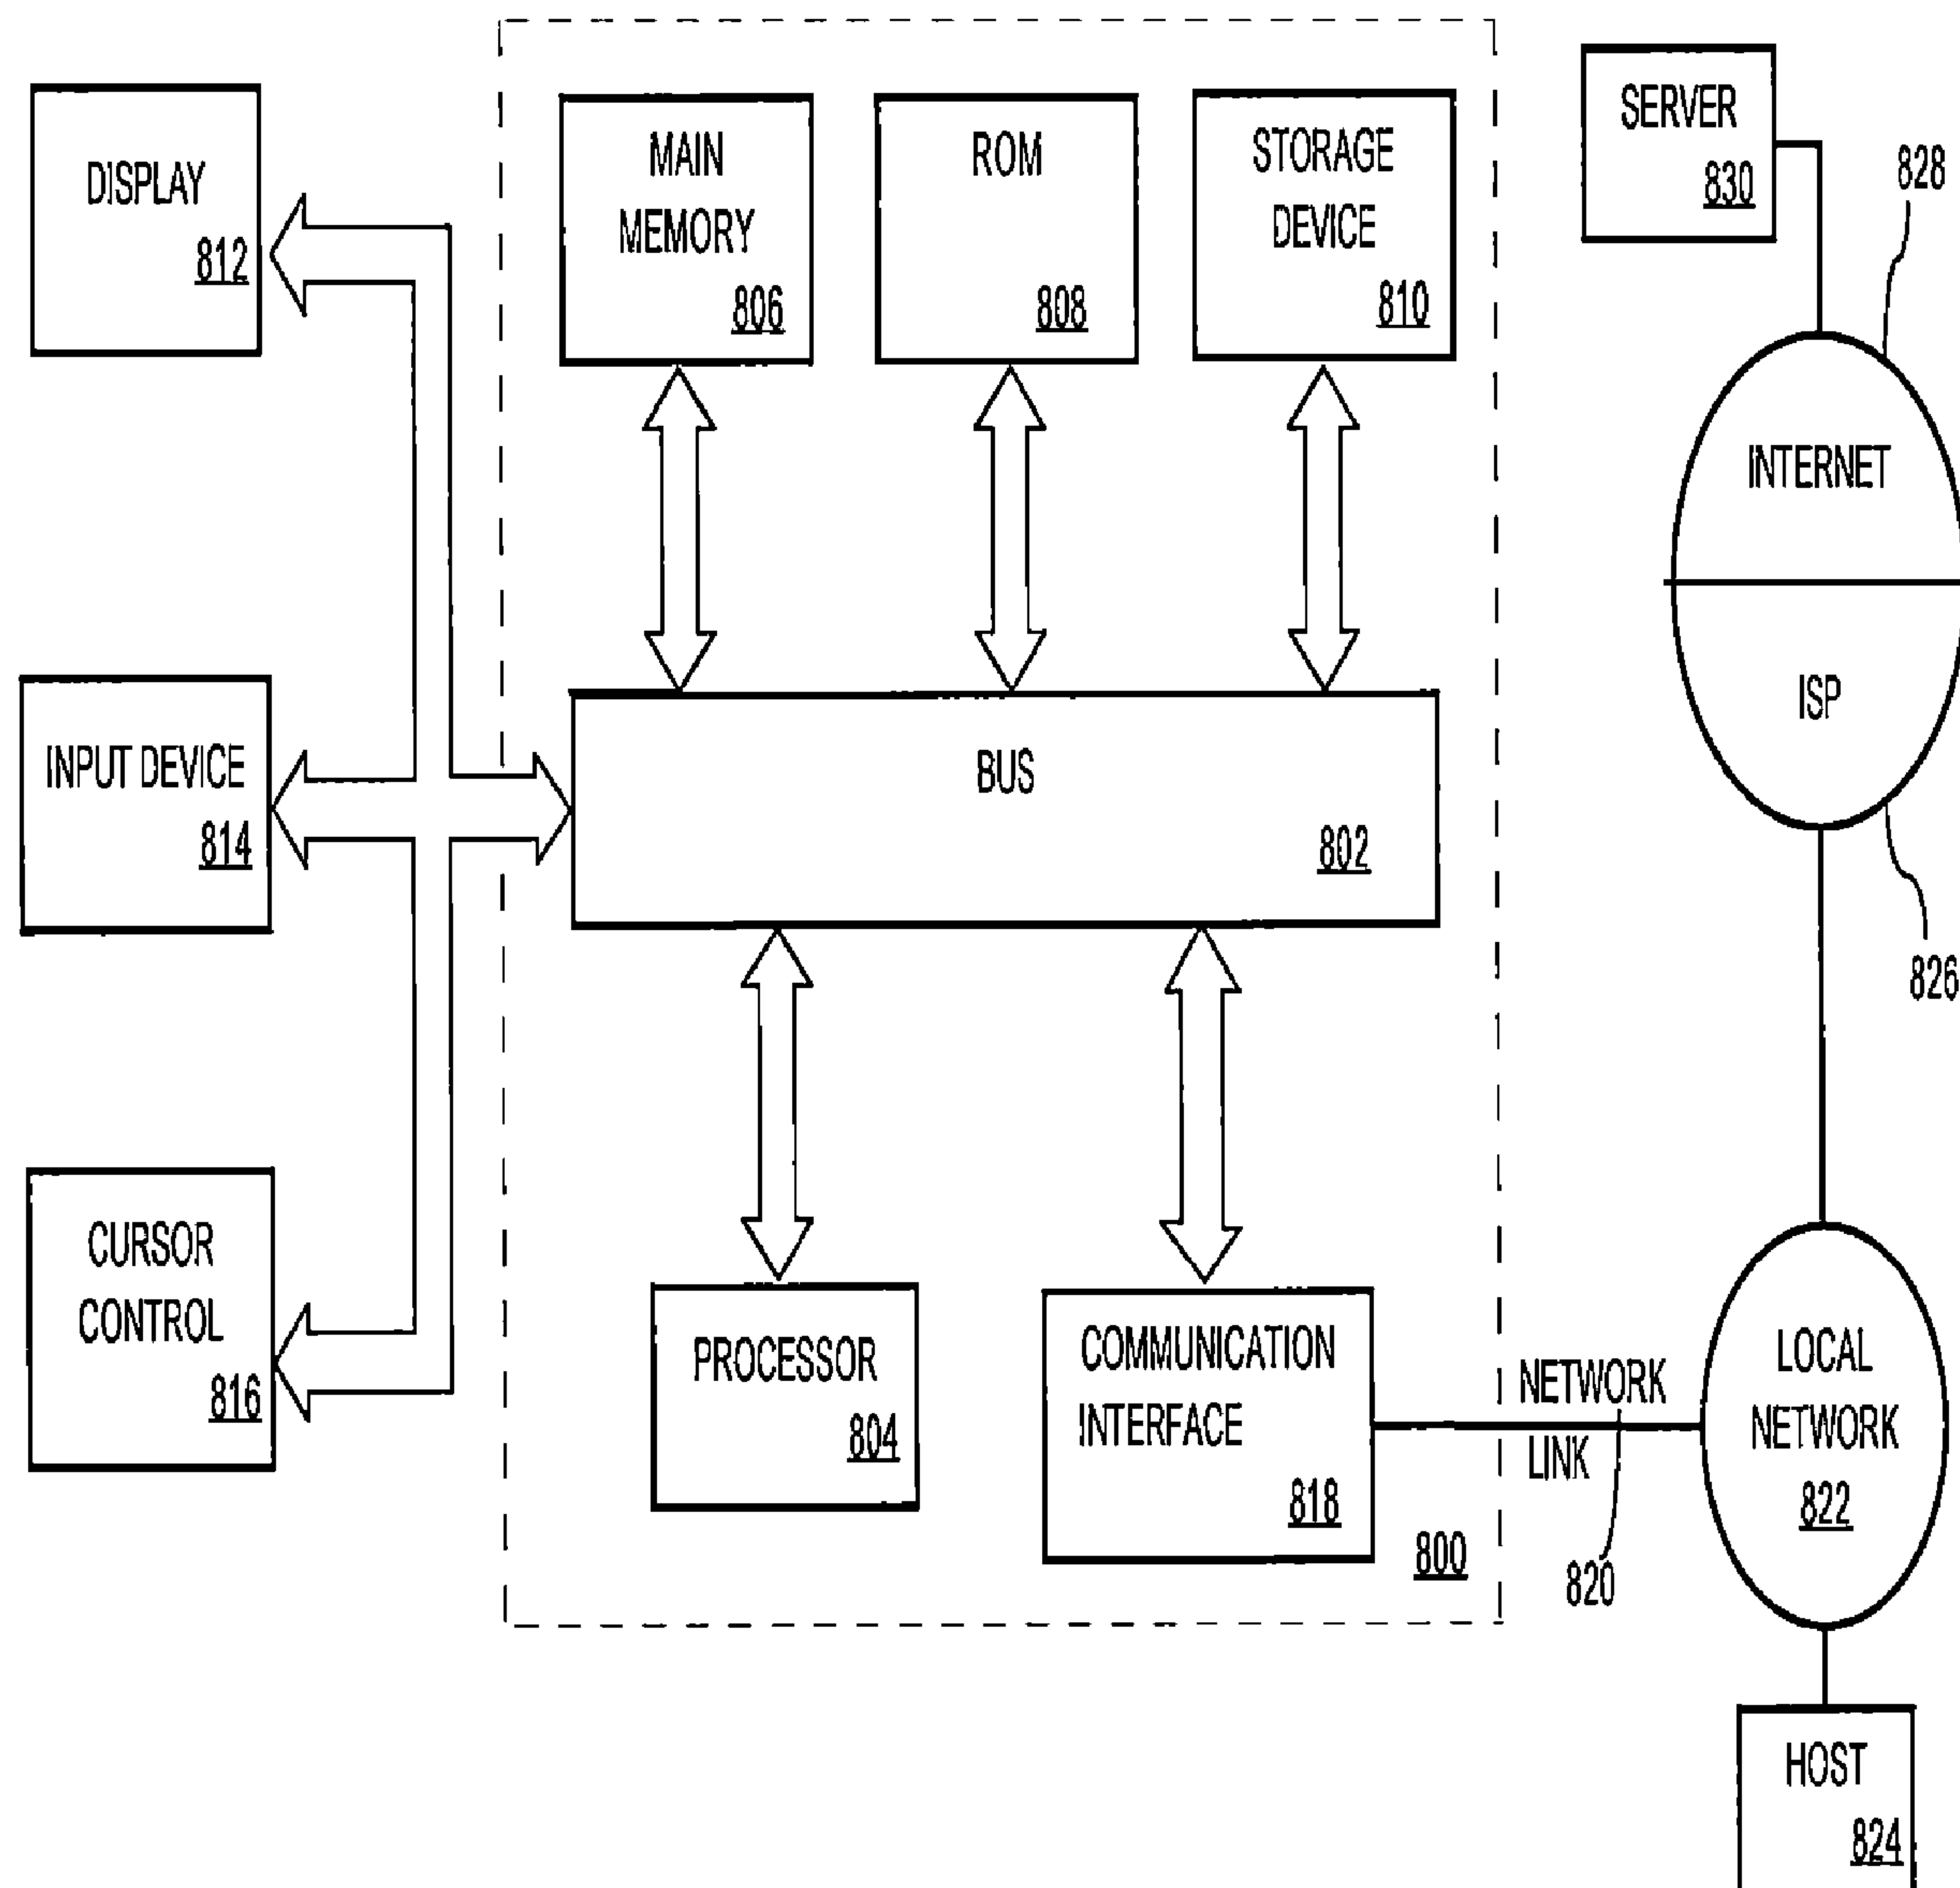 DISPLAY
812
MAIN
MEMORY
806
ROM
808
STORAGE
DEVICE
810
SERVER
830
828
INTERNET
ISP
826
INPUT DEVICE
814
BUS
802
CURSOR
CONTROL
816
PROCESSOR
804
COMMUNICATION
INTERFACE
818
800
NETWORK
LINK
820
LOCAL
NETWORK
822
HOST
824